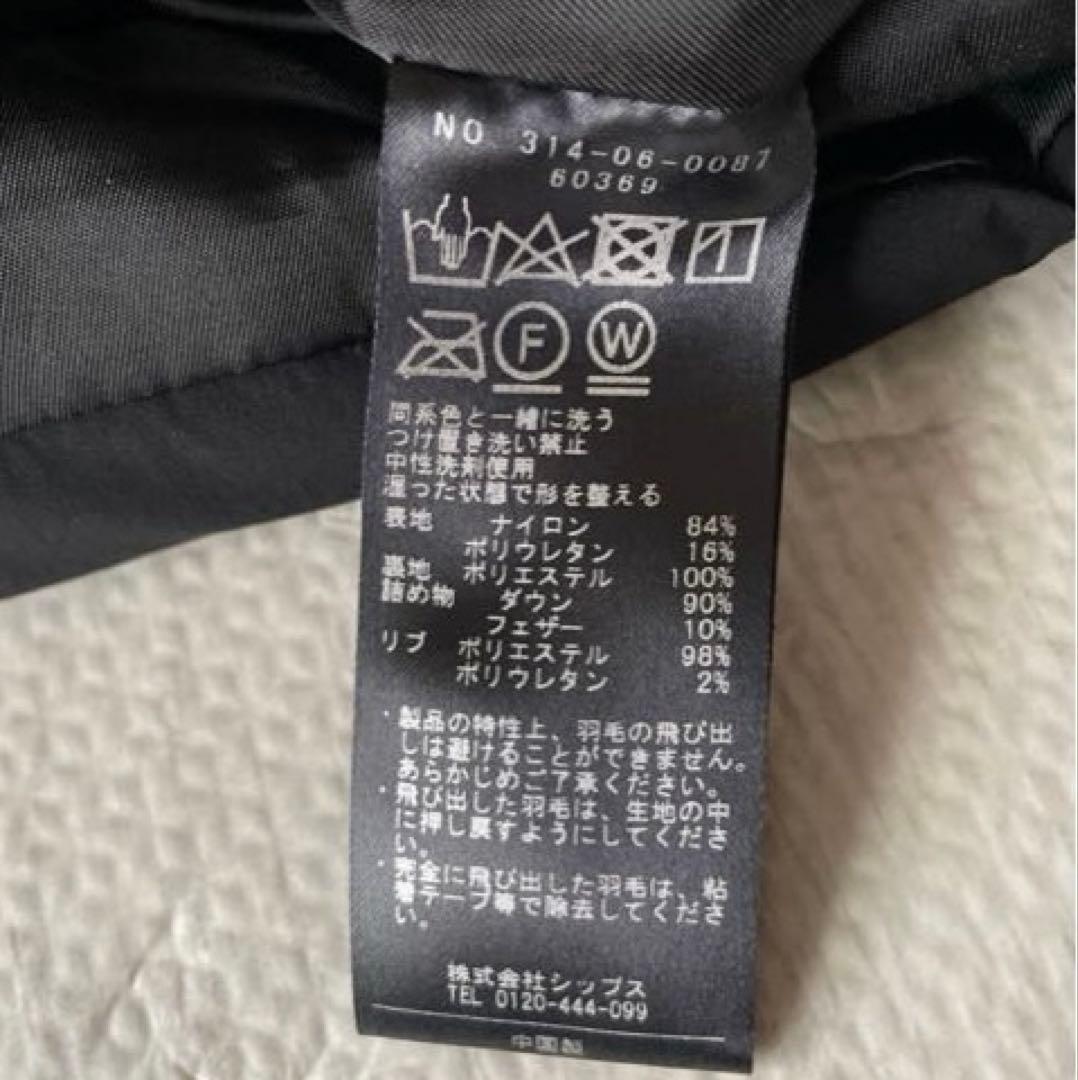 NO 314-06-0087
60369
F W
同系色と一緒に洗う
つけ置き洗い禁止
中性洗剤使用
湿った状態で形を整える
表地 ナイロン 84%
ポリウレタン 16%
裏地 ポリエステル 100%
詰め物 ダウン 90%
フェザー 10%
リブ ポリエステル 98%
ポリウレタン 2%
・製品の特性上、羽毛の飛び出
しは避けることができません。
あらかじめご了承ください。
・飛び出した羽毛は、生地の中
に押し戻すようにしてくださ
い。
・完全に飛び出した羽毛は、粘
着テープ等で除去してくださ
い。
株式会社シップス
TEL 0120-444-099
中国製